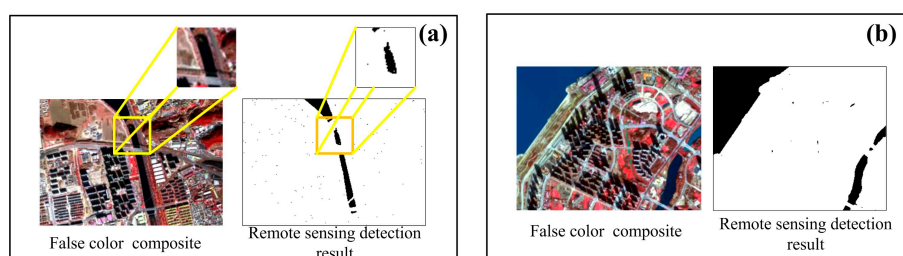 (a)
False color composite
Remote sensing detection
result
(b)
False color composite
Remote sensing detection
result